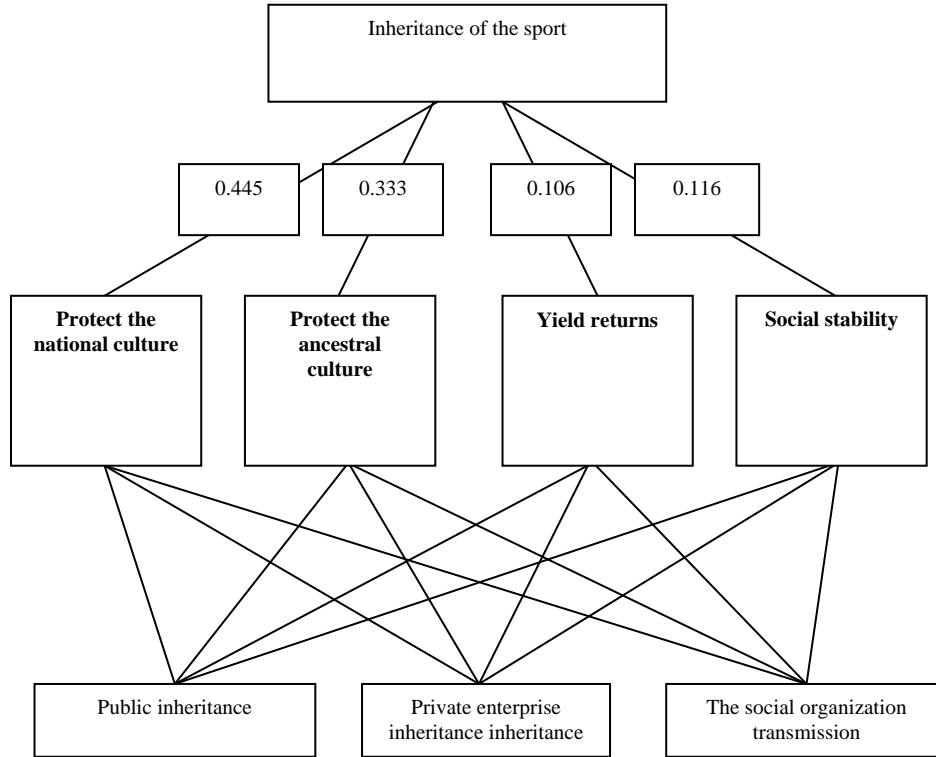 Inheritance of the sport
0.445
0.333
0.106
0.116
Protect the
national culture
Protect the
ancestral
culture
Yield returns
Social stability
Public inheritance
Private enterprise
inheritance inheritance
The social organization
transmission